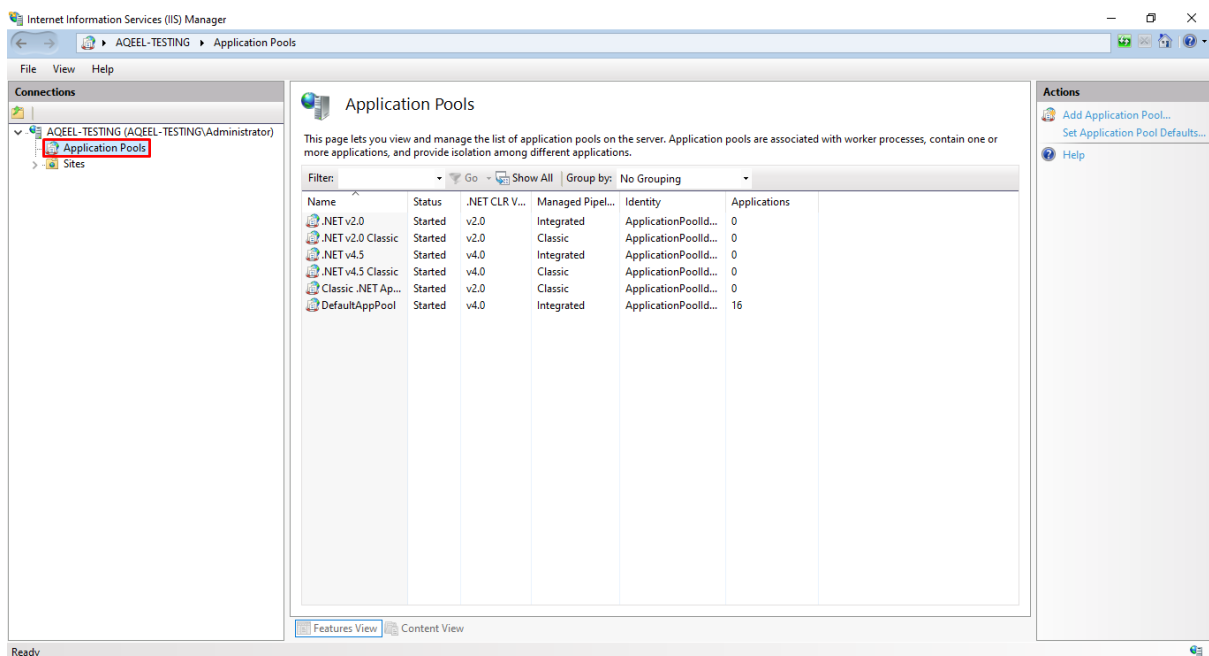 Internet Information Services (IIS) Manager
AQEEL-TESTING Application Pools
File View Help
Connections
AQEEL-TESTING (AQEEL-TESTING\Administrator)
Application Pools
Sites
Application Pools
This page lets you view and manage the list of application pools on the server. Application pools are associated with worker processes, contain one or
more applications, and provide isolation among different applications.
Filter: Go Show All Group by: No Grouping
Name Status .NET CLR V... Managed Pipel... Identity Applications
.NET v2.0 Started v2.0 Integrated ApplicationPoolId... 0
.NET v2.0 Classic Started v2.0 Classic ApplicationPoolId... 0
.NET v4.5 Started v4.0 Integrated ApplicationPoolId... 0
.NET v4.5 Classic Started v4.0 Classic ApplicationPoolId... 0
Classic .NET Ap... Started v2.0 Classic ApplicationPoolId... 0
DefaultAppPool Started v4.0 Integrated ApplicationPoolId... 16
Features View Content View
Actions
Add Application Pool...
Set Application Pool Defaults...
Help
Ready